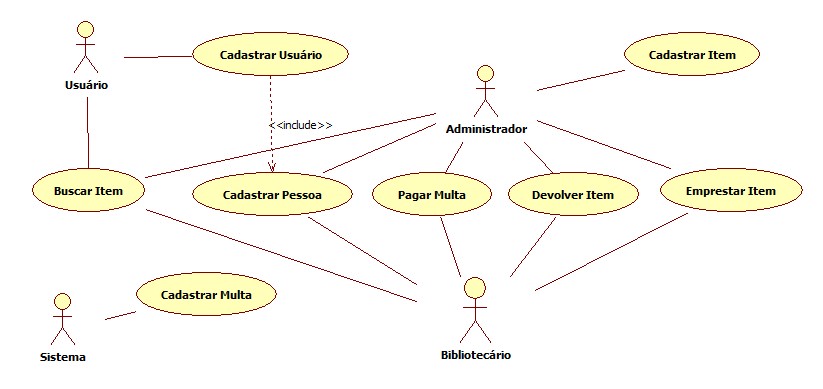 Cadastrar Usuário
Cadastrar Item
Usuário
<<include>>
Administrador
Buscar Item
Cadastrar Pessoa
Pagar Multa
Devolver Item
Emprestar Item
Cadastrar Multa
Sistema
Bibliotecário